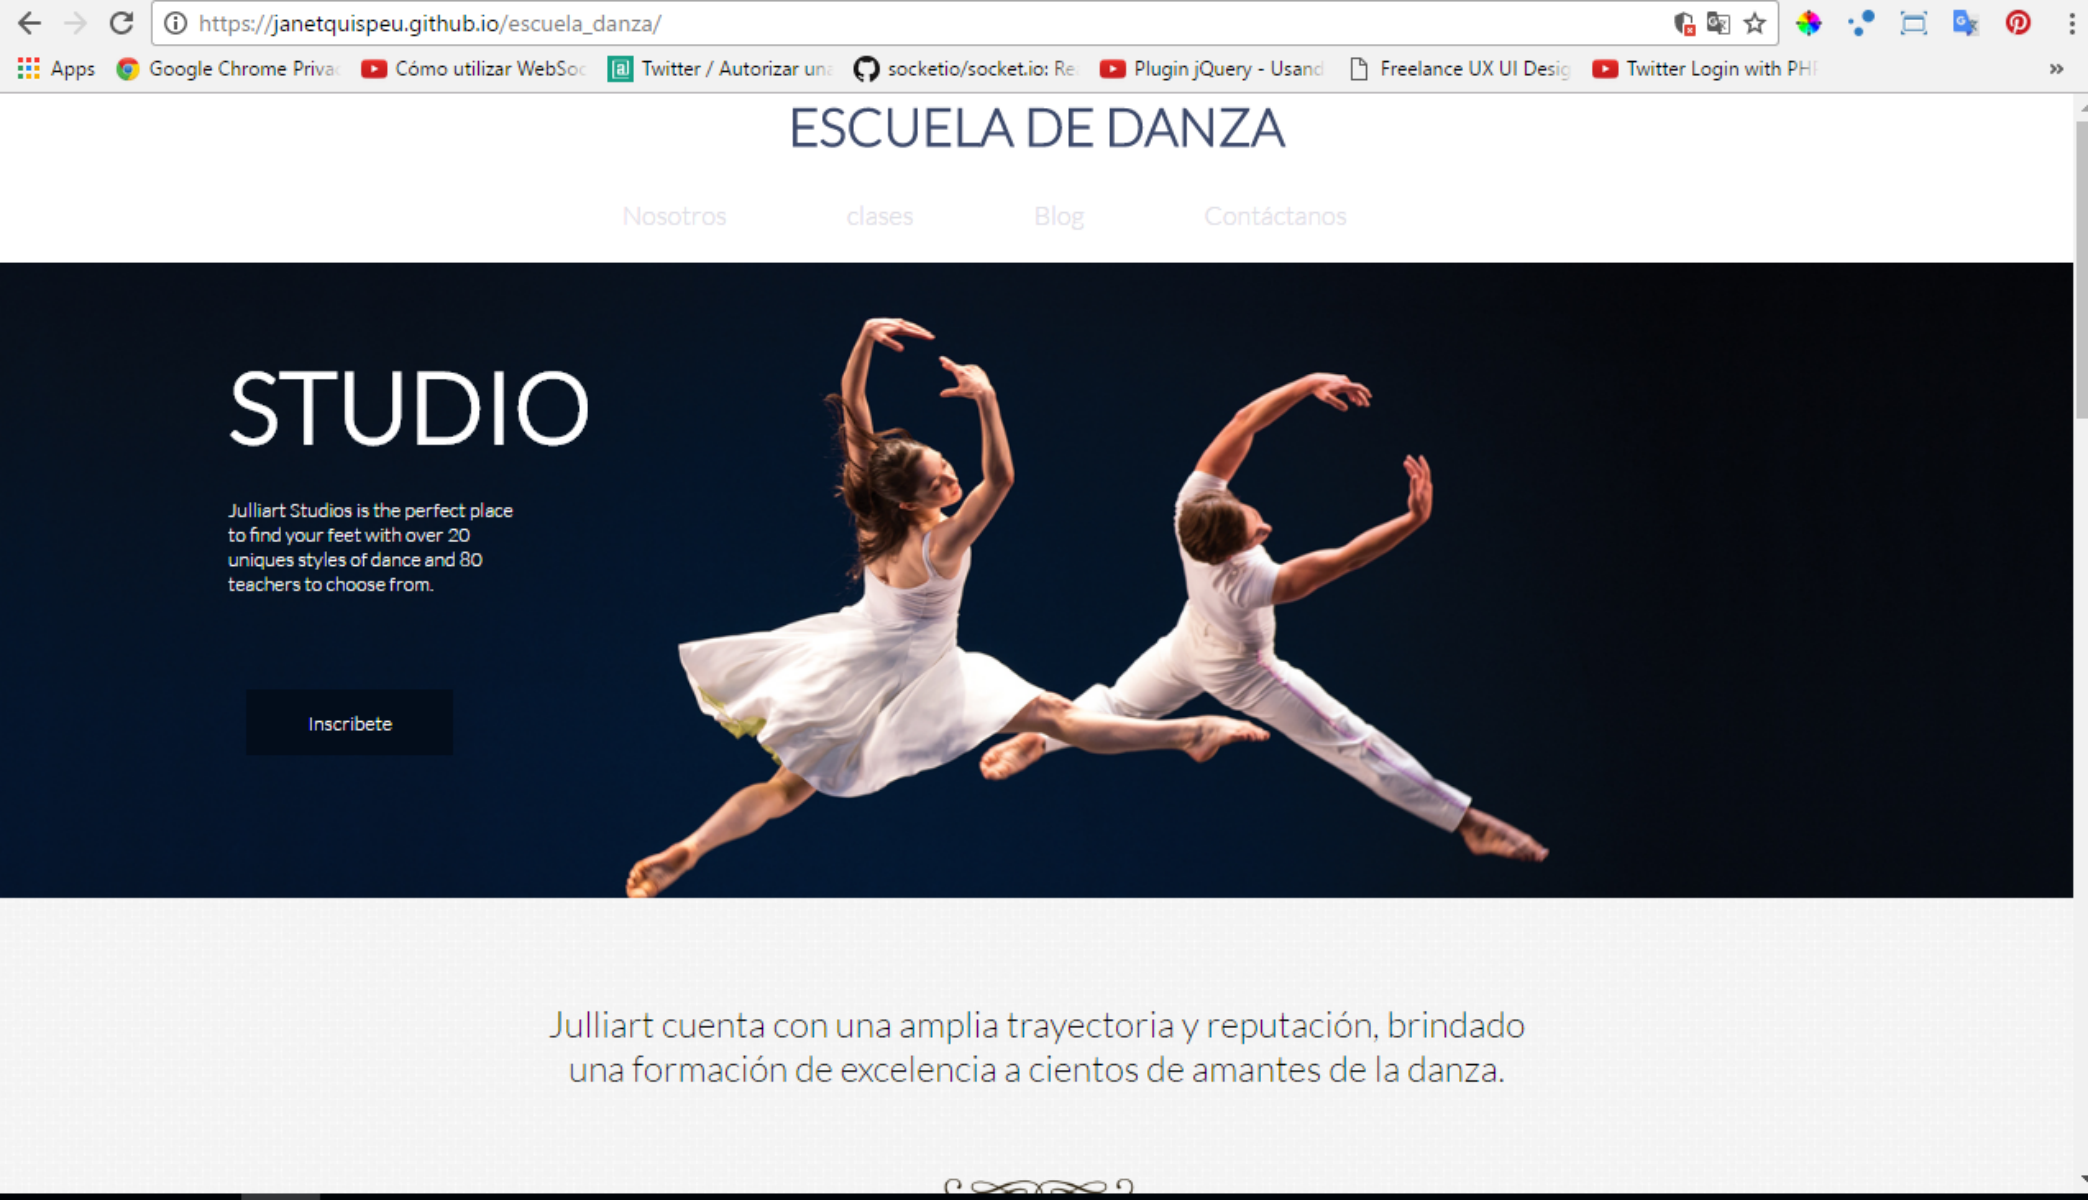 https://janetquispeu.github.io/escuela_danza/
Apps Google Chrome Priva Cómo utilizar WebSoc Twitter / Autorizar una socketio/socket.io: Re Plugin jQuery - Usand Freelance UX UI Desig Twitter Login with PHP »
ESCUELA DE DANZA
Nosotros clases Blog Contáctanos
STUDIO
Julliart Studios is the perfect place
to find your feet with over 20
uniques styles of dance and 80
teachers to choose from.
Inscribete
Julliart cuenta con una amplia trayectoria y reputación, brindado
una formación de excelencia a cientos de amantes de la danza.